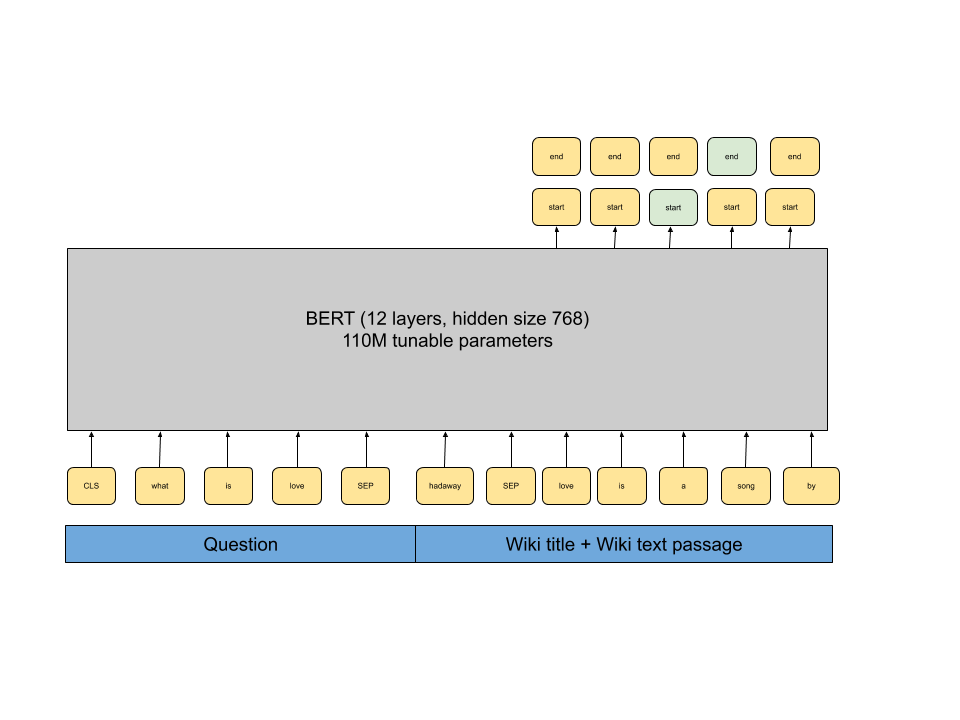 end end end end end
start start start start start
BERT (12 layers, hidden size 768)
110M tunable parameters
CLS what is love SEP hadaway SEP love is a song by
Question Wiki title + Wiki text passage